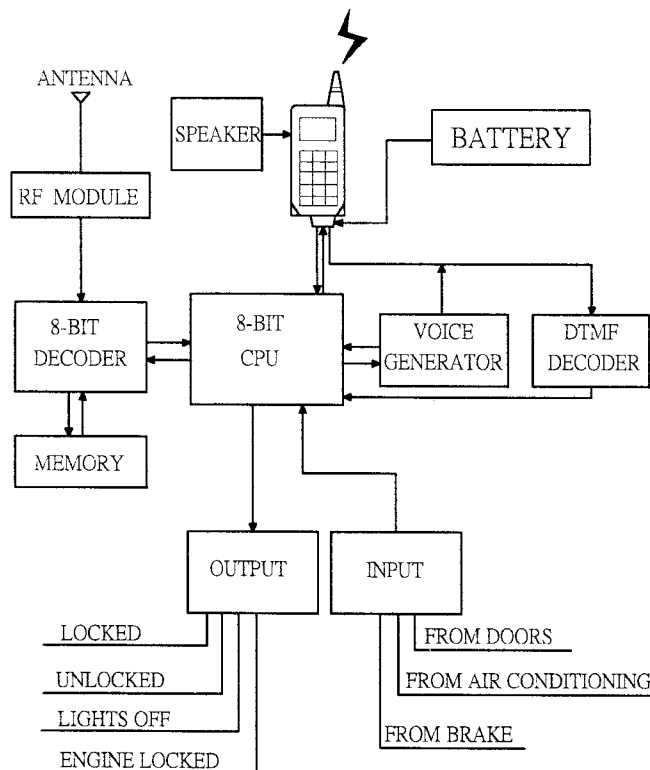 ANTENNA
SPEAKER
BATTERY
RF MODULE
8-BIT
DECODER
8-BIT
CPU
VOICE
GENERATOR
DTMF
DECODER
MEMORY
OUTPUT
INPUT
LOCKED
UNLOCKED
LIGHTS OFF
ENGINE LOCKED
FROM DOORS
FROM AIR CONDITIONING
FROM BRAKE